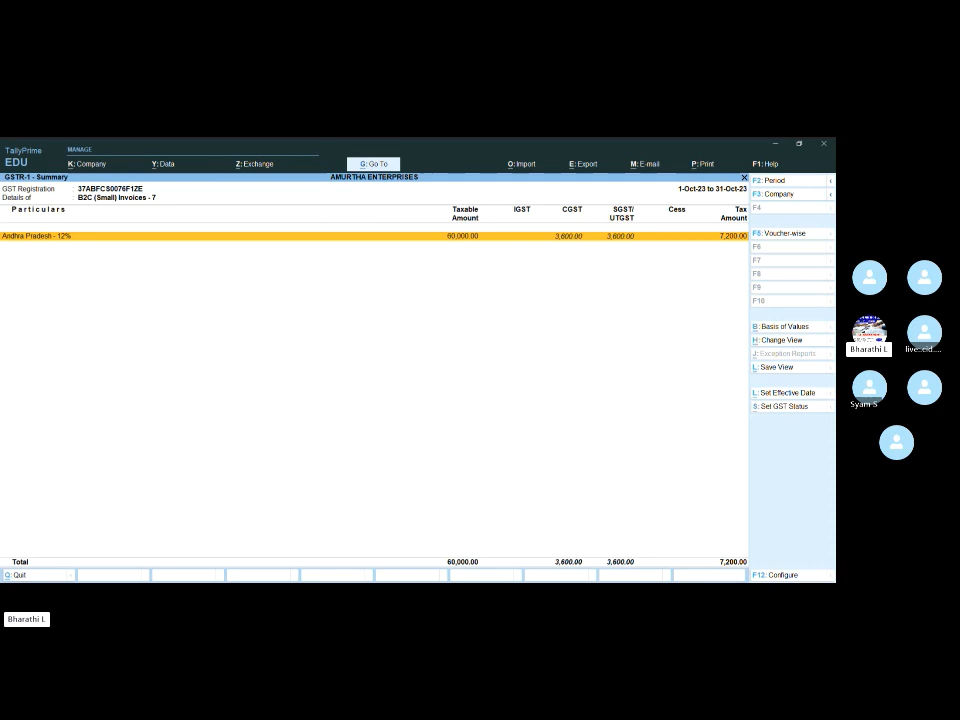 TallyPrime
EDU
MANAGE
K: Company
Y: Data
Z: Exchange
G: Go To
O: Import
E: Export
M: E-mail
P: Print
F1: Help
GSTR-1 - Summary
AMURTHA ENTERPRISES
X
GST Registration : 37ABFCS0076F1ZE
1-Oct-23 to 31-Oct-23
Details of : B2C (Small) Invoices - 7
Particulars Taxable Amount IGST CGST SGST/ UTGST Cess Tax Amount
Andhra Pradesh - 12% 60,000.00 3,600.00 3,600.00 7,200.00
Total 60,000.00 3,600.00 3,600.00 7,200.00
Q: Quit
F2: Period
F3: Company
F4
F5: Voucher-wise
F6
F7
F8
F9
F10
B: Basis of Values
H: Change View
J: Exception Reports
L: Save View
L: Set Effective Date
S: Set GST Status
F12: Configure
Bharathi L
live:.cid....
Syam S
Bharathi L